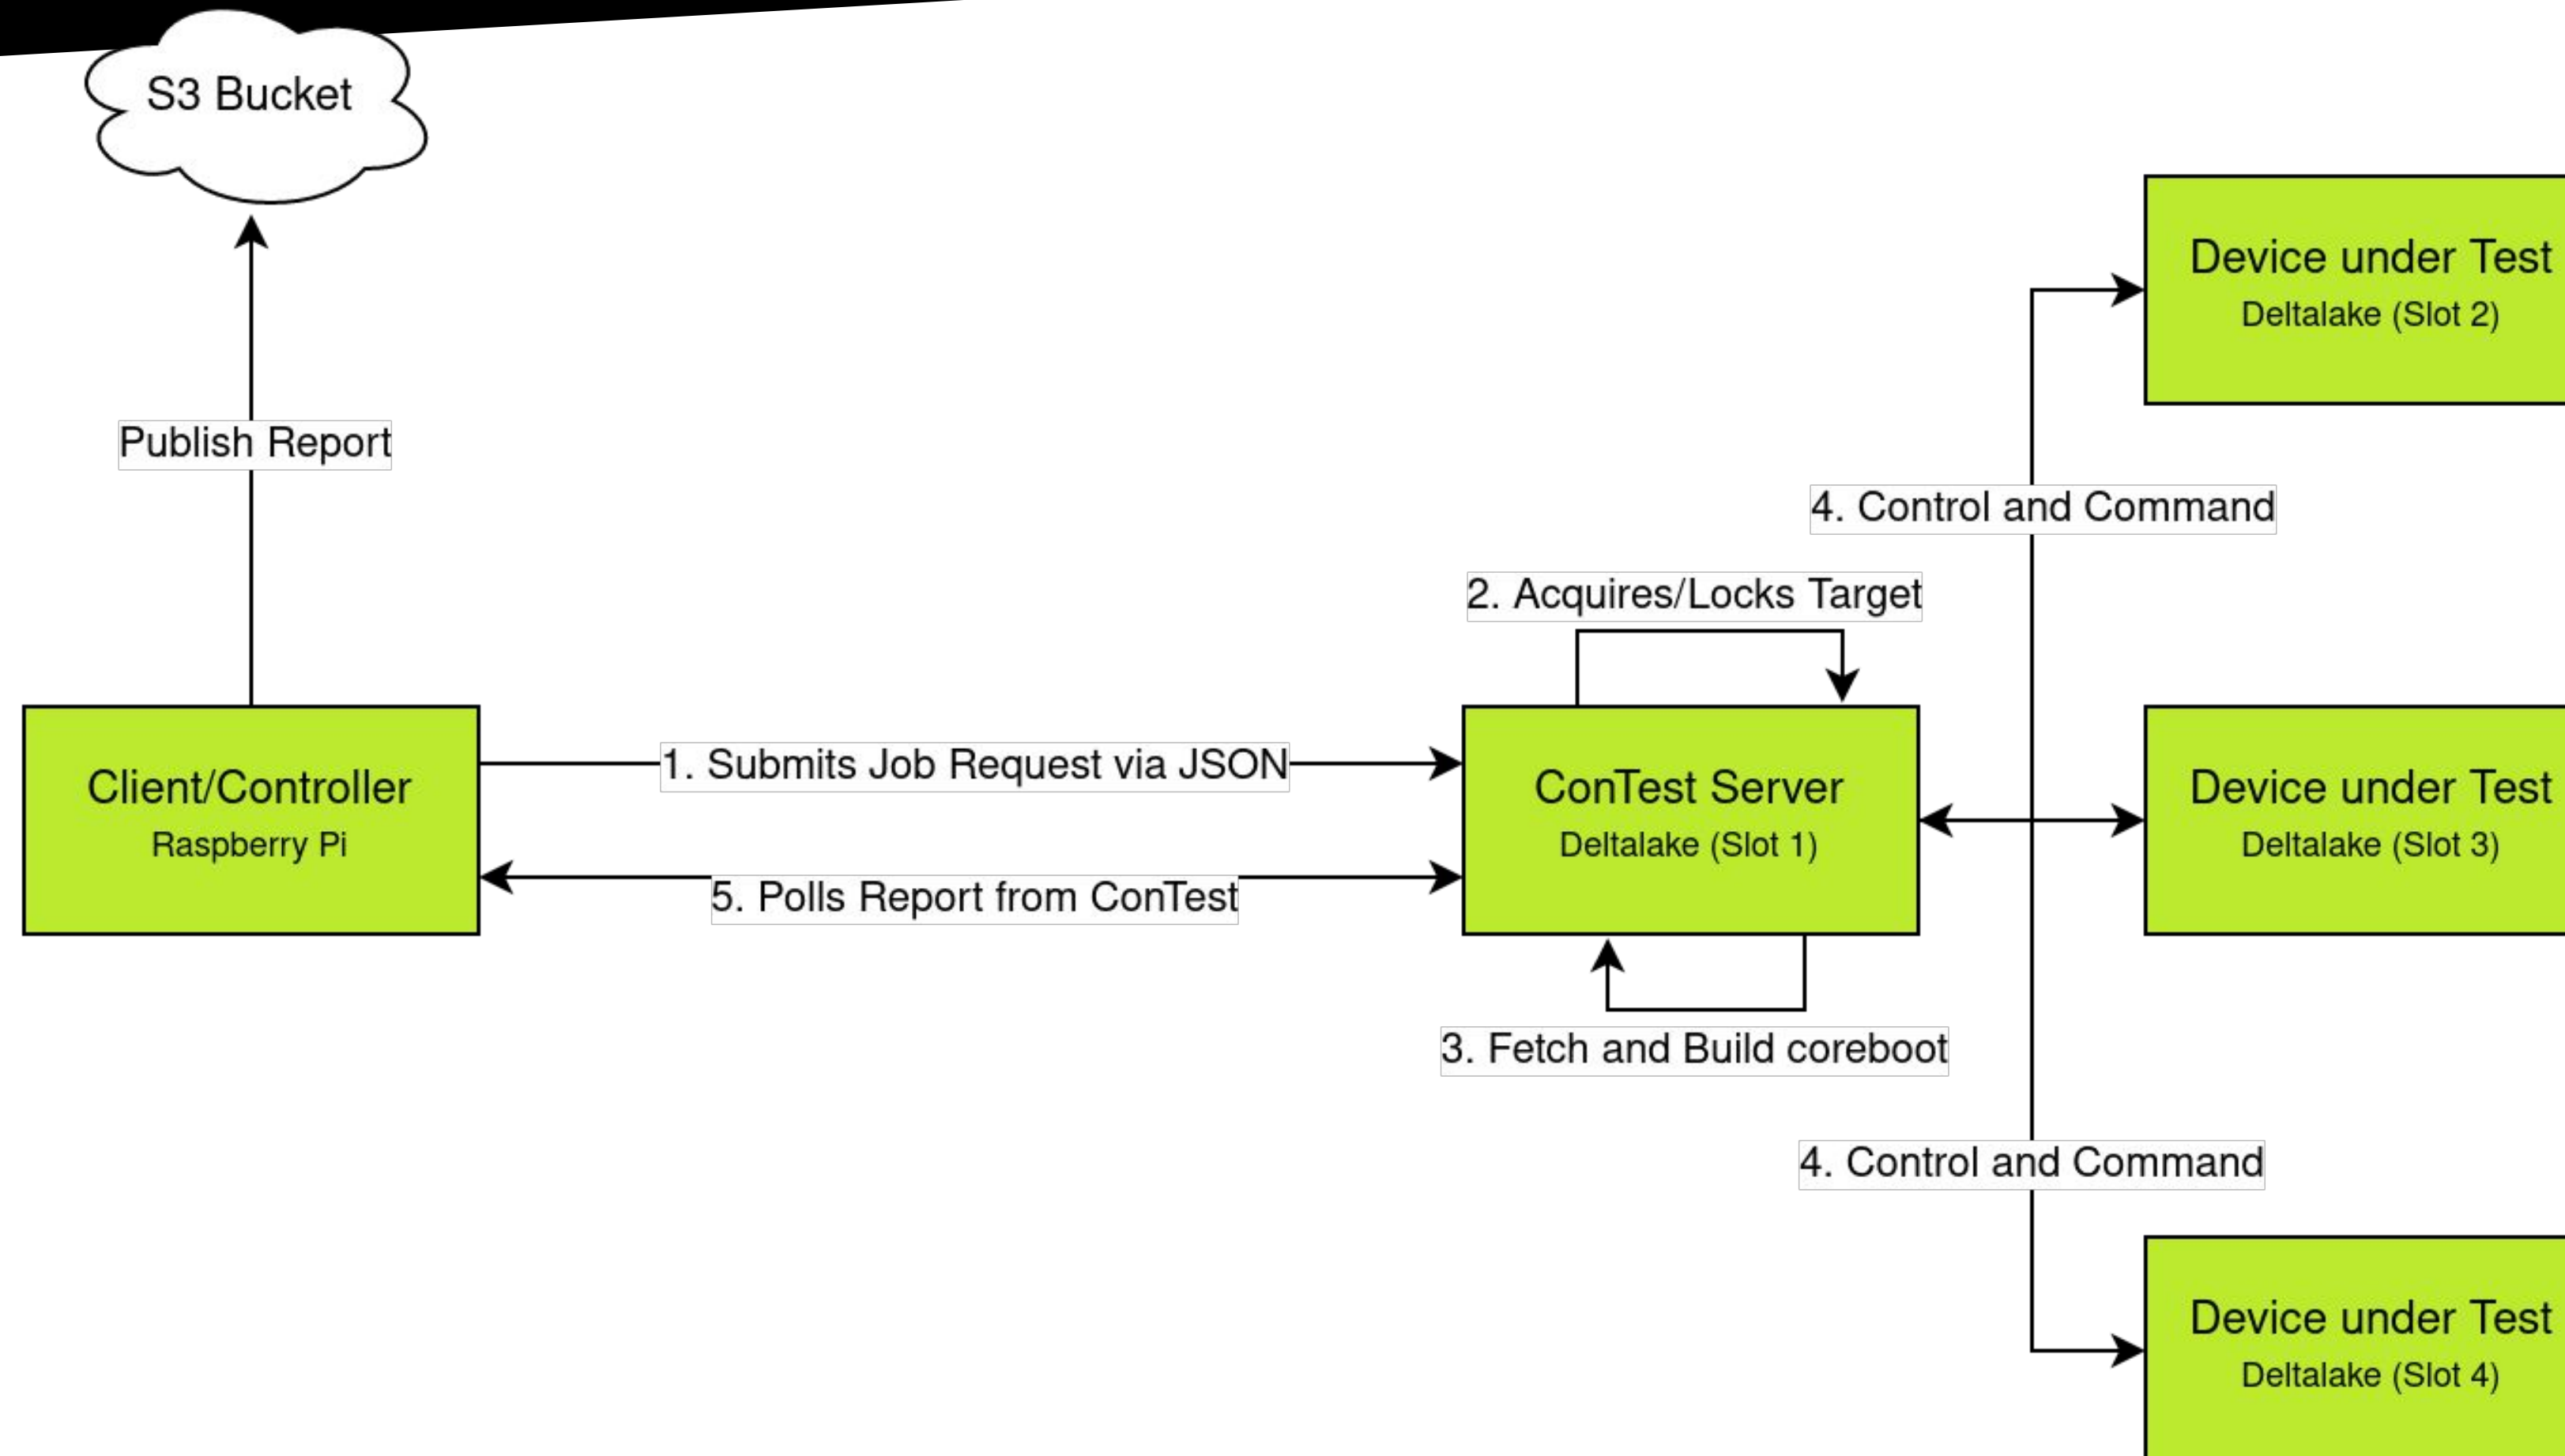 S3 Bucket
Publish Report
Client/Controller
Raspberry Pi
1. Submits Job Request via JSON
5. Polls Report from ConTest
2. Acquires/Locks Target
ConTest Server
Deltalake (Slot 1)
3. Fetch and Build coreboot
4. Control and Command
4. Control and Command
Device under Test
Deltalake (Slot 2)
Device under Test
Deltalake (Slot 3)
Device under Test
Deltalake (Slot 4)